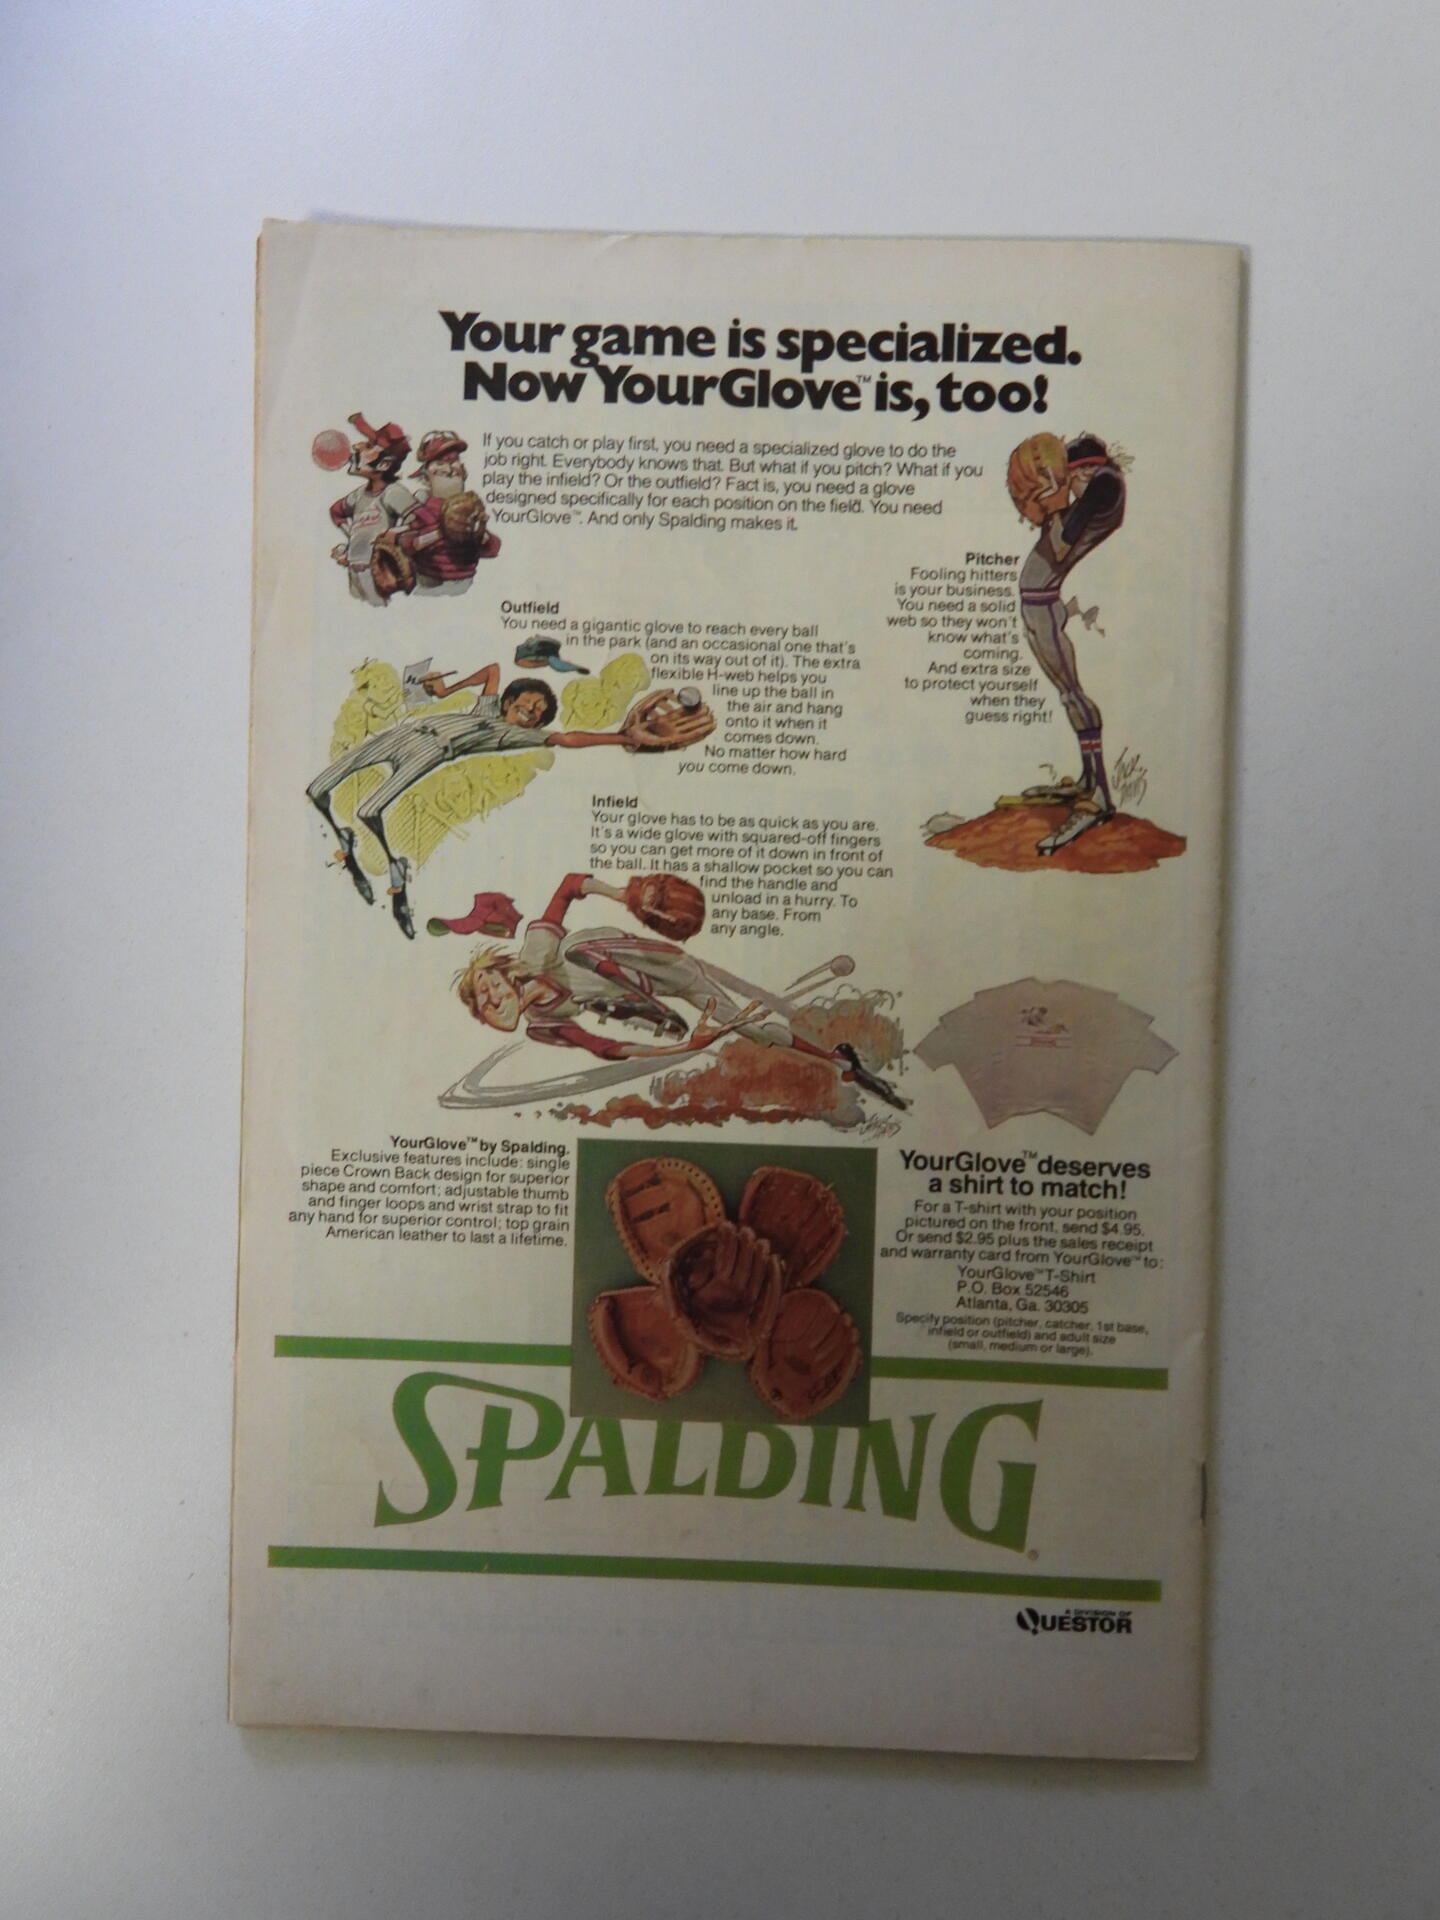 Your game is specialized.
Now YourGlove™ is, too!
If you catch or play first, you need a specialized glove to do the
job right. Everybody knows that. But what if you pitch? What if you
play the infield? Or the outfield? Fact is, you need a glove
designed specifically for each position on the field. You need
YourGlove™. And only Spalding makes it.
Pitcher
Fooling hitters
is your business.
You need a solid
web so they won't
know what's
coming.
And extra size
to protect yourself
when they
guess right!
Outfield
You need a gigantic glove to reach every ball
in the park (and an occasional one that's
on its way out of it). The extra
flexible H-web helps you
line up the ball in
the air and hang
onto it when it
comes down.
No matter how hard
you come down.
JACK
DAVIS
Infield
Your glove has to be as quick as you are.
It's a wide glove with squared-off fingers
so you can get more of it down in front of
the ball. It has a shallow pocket so you can
find the handle and
unload in a hurry. To
any base. From
any angle.
JACK DAVIS
YourGlove™ by Spalding.
Exclusive features include: single
piece Crown Back design for superior
shape and comfort; adjustable thumb
and finger loops and wrist strap to fit
any hand for superior control; top grain
American leather to last a lifetime.
YourGlove™ deserves
a shirt to match!
For a T-shirt with your position
pictured on the front, send $4.95.
Or send $2.95 plus the sales receipt
and warranty card from YourGlove™ to:
YourGlove™ T-Shirt
P.O. Box 52546
Atlanta, Ga. 30305
Specify position (pitcher, catcher, 1st base,
infield or outfield) and adult size
(small, medium or large).
SPALDING®
A DIVISION OF
QUESTOR